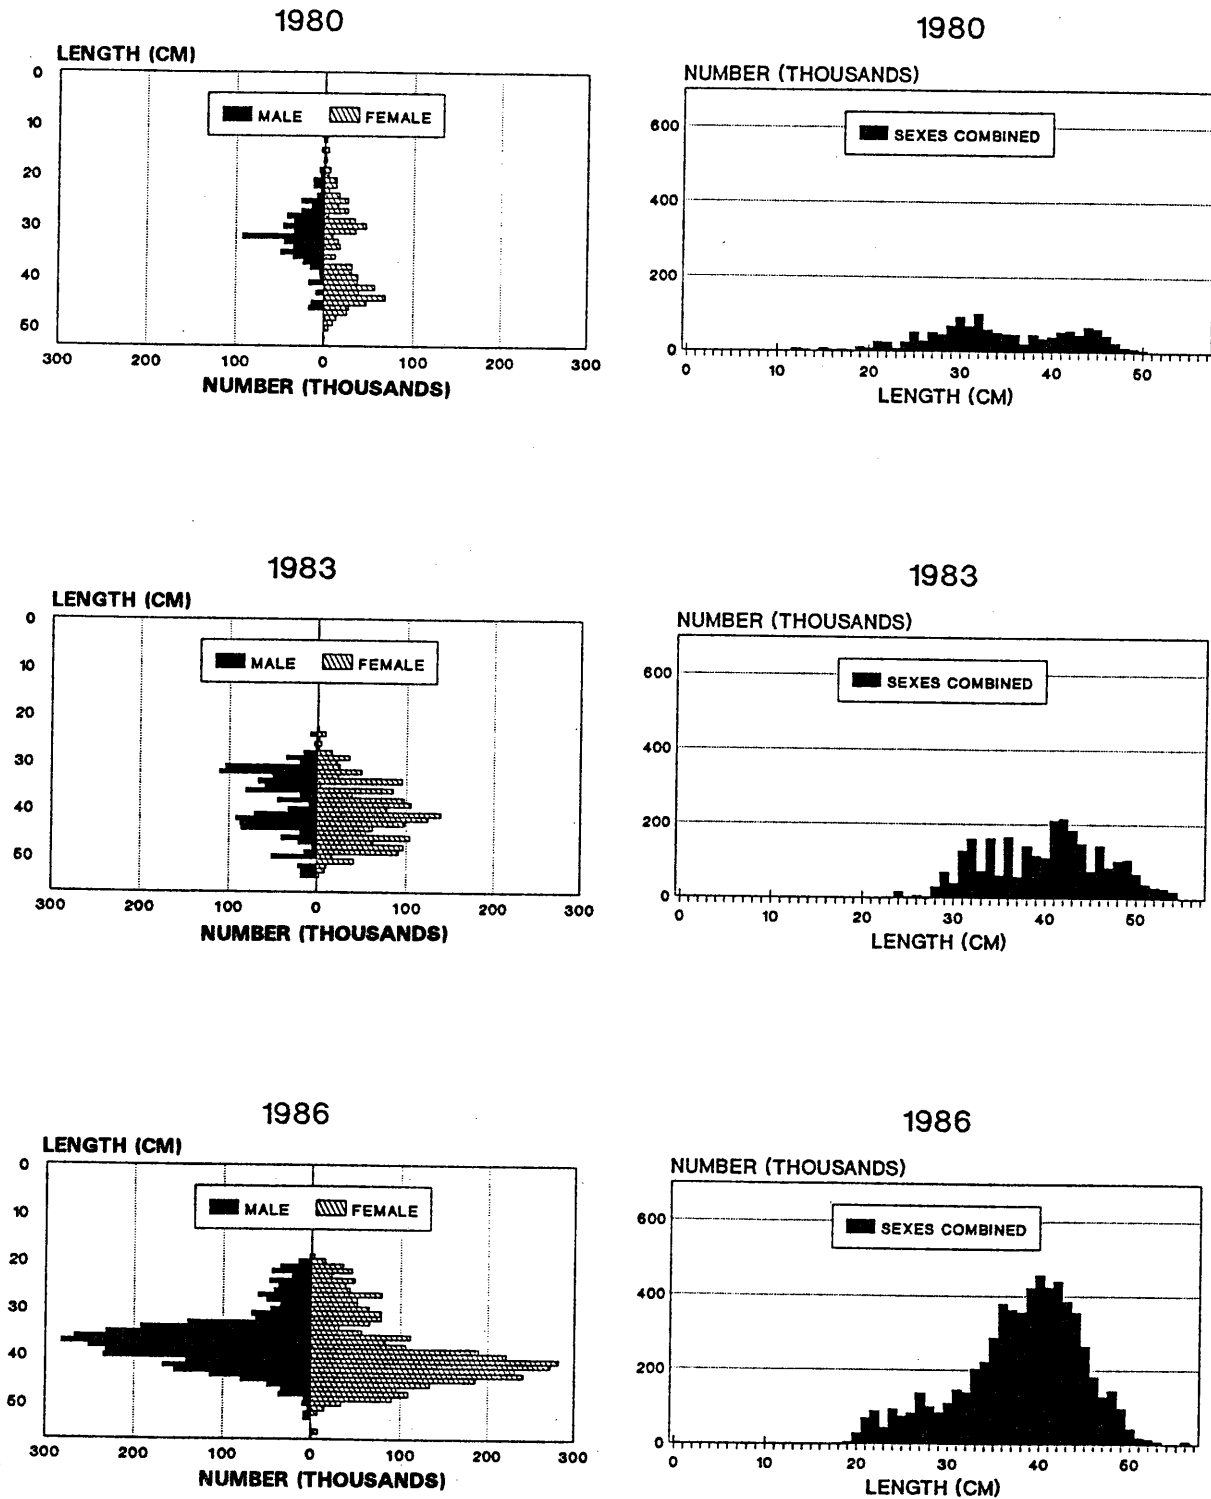 1980
LENGTH (CM)
0
10
20
30
40
50
MALE FEMALE
300 200 100 0 100 200 300
NUMBER (THOUSANDS)
1980
NUMBER (THOUSANDS)
600
400
200
0
SEXES COMBINED
0 10 20 30 40 50
LENGTH (CM)
1983
LENGTH (CM)
0
10
20
30
40
50
MALE FEMALE
300 200 100 0 100 200 300
NUMBER (THOUSANDS)
1983
NUMBER (THOUSANDS)
600
400
200
0
SEXES COMBINED
0 10 20 30 40 50
LENGTH (CM)
1986
LENGTH (CM)
0
10
20
30
40
50
MALE FEMALE
300 200 100 0 100 200 300
NUMBER (THOUSANDS)
1986
NUMBER (THOUSANDS)
600
400
200
0
SEXES COMBINED
0 10 20 30 40 50
LENGTH (CM)